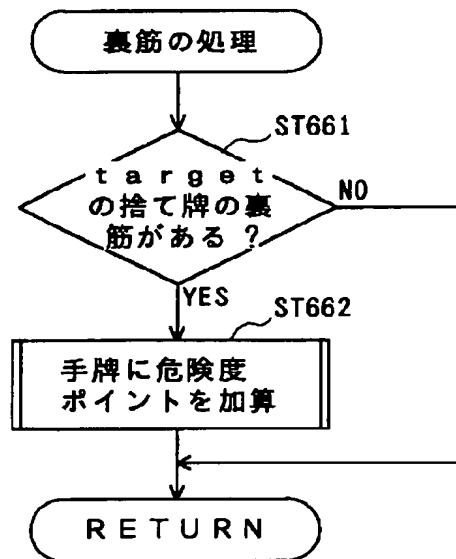 裏筋の処理
ST661
ｔａｒｇｅｔ
の捨て牌の裏
筋がある？
NO
YES
ST662
手牌に危険度
ポイントを加算
ＲＥＴＵＲＮ